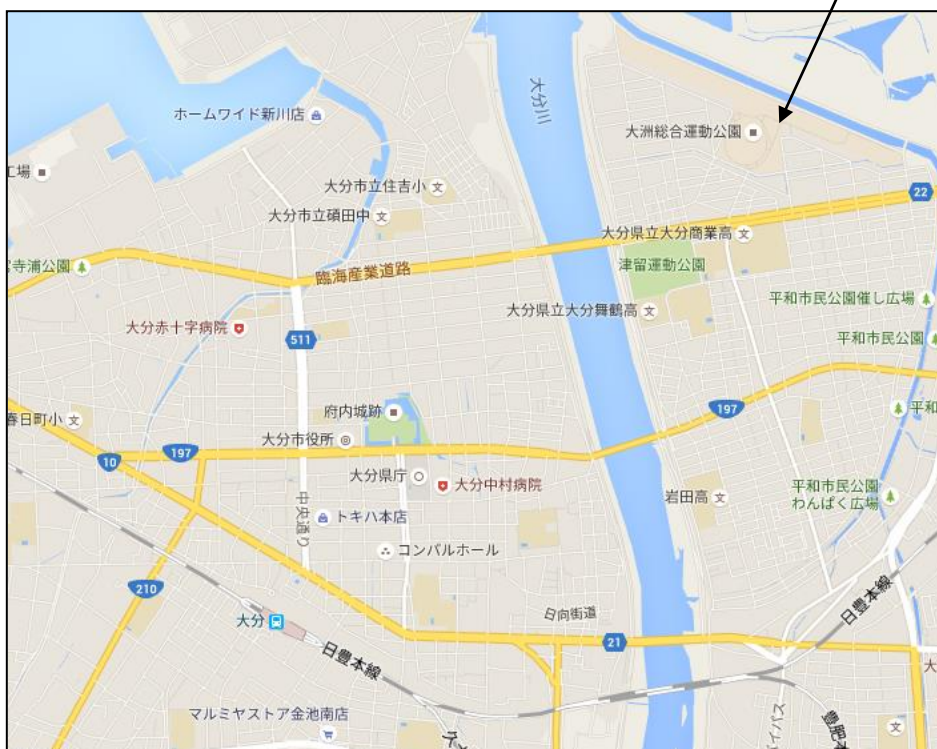 大分川
ホームワイド新川店
大洲総合運動公園
工場
大分市立住吉小
22
大分市立碩田中
大分県立大分商業高
臨海産業道路
津留運動公園
平和市民公園催し広場
大分県立大分舞鶴高
大分赤十字病院
511
平和市民公園
府内城跡
197
春日町小
大分市役所
197
10
大分県庁
大分中村病院
岩田高
平和市民公園
わんぱく広場
中央通り
トキハ本店
コンパルホール
210
日向街道
日豊本線
大分
21
日豊本線
マルミヤストア金池南店